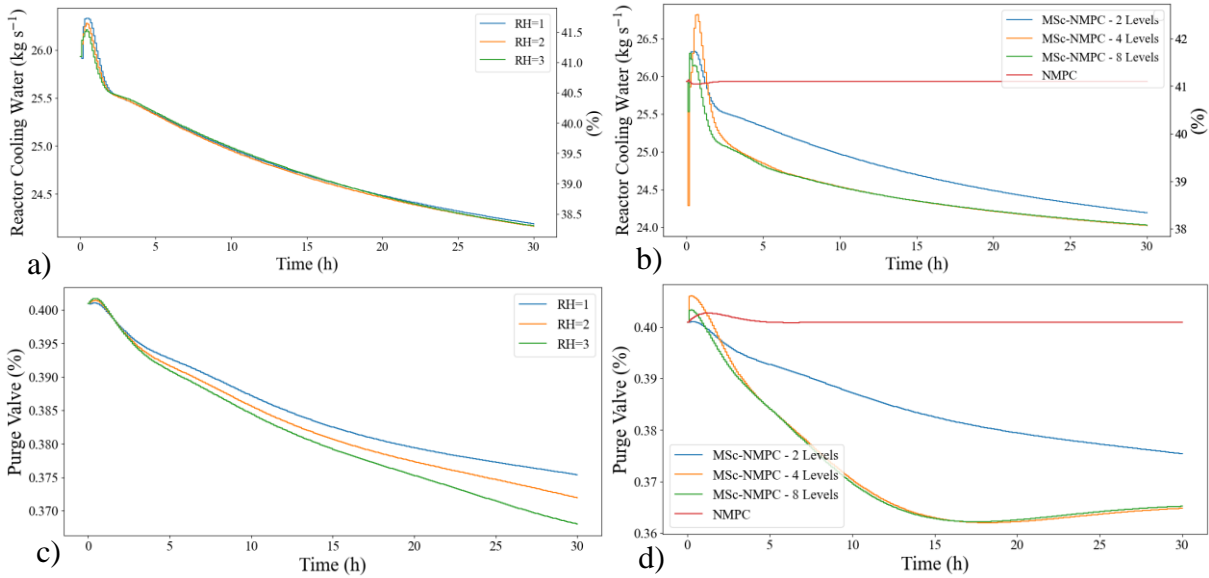 Reactor Cooling Water (kg s⁻¹)
26.0
25.5
25.0
24.5
41.5
41.0
40.5
40.0
39.5
39.0
38.5
(%)
RH=1
RH=2
RH=3
0 5 10 15 20 25 30
Time (h)
a)
Reactor Cooling Water (kg s⁻¹)
26.5
26.0
25.5
25.0
24.5
24.0
42
41
40
39
38
(%)
MSc-NMPC - 2 Levels
MSc-NMPC - 4 Levels
MSc-NMPC - 8 Levels
NMPC
0 5 10 15 20 25 30
Time (h)
b)
Purge Valve (%)
0.400
0.395
0.390
0.385
0.380
0.375
0.370
RH=1
RH=2
RH=3
0 5 10 15 20 25 30
Time (h)
c)
Purge Valve (%)
0.40
0.39
0.38
0.37
0.36
MSc-NMPC - 2 Levels
MSc-NMPC - 4 Levels
MSc-NMPC - 8 Levels
NMPC
0 5 10 15 20 25 30
Time (h)
d)